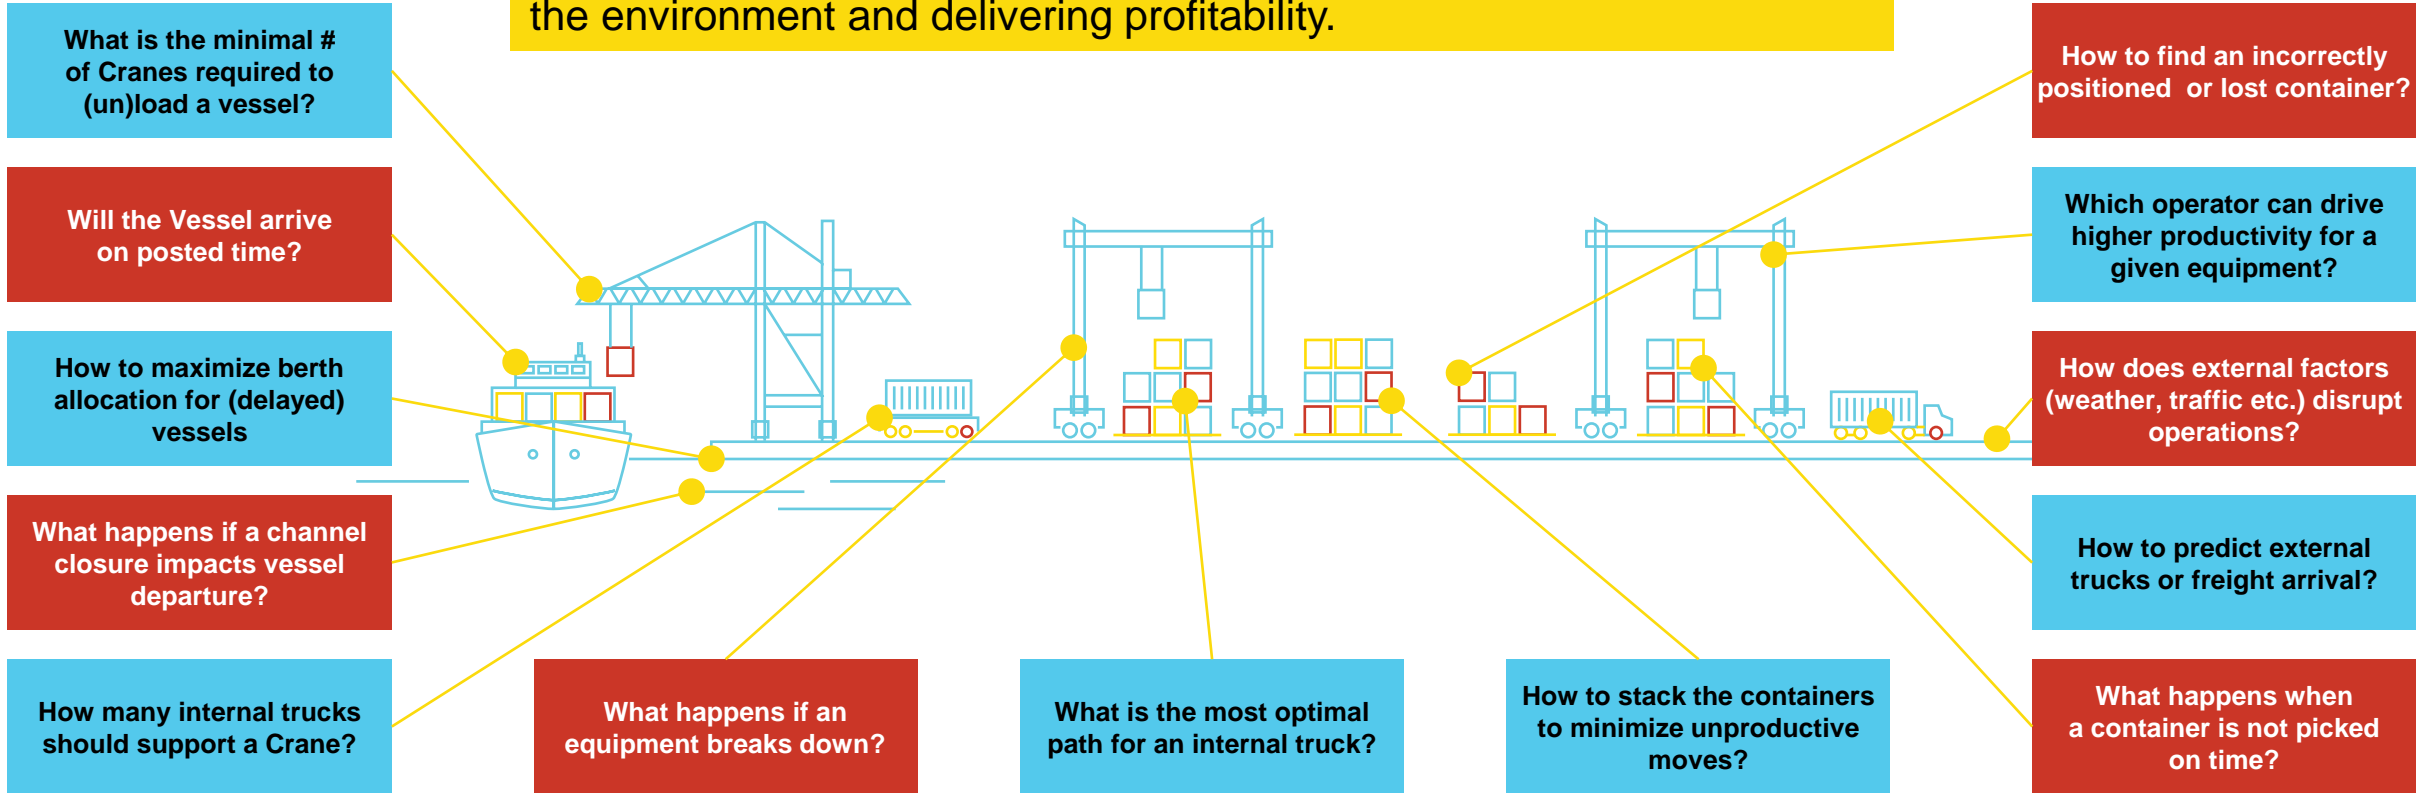 the environment and delivering profitability.
What is the minimal #
of Cranes required to
(un)load a vessel?
Will the Vessel arrive
on posted time?
How to maximize berth
allocation for (delayed)
vessels
What happens if a channel
closure impacts vessel
departure?
How many internal trucks
should support a Crane?
What happens if an
equipment breaks down?
What is the most optimal
path for an internal truck?
How to stack the containers
to minimize unproductive
moves?
How to find an incorrectly
positioned or lost container?
Which operator can drive
higher productivity for a
given equipment?
How does external factors
(weather, traffic etc.) disrupt
operations?
How to predict external
trucks or freight arrival?
What happens when
a container is not picked
on time?